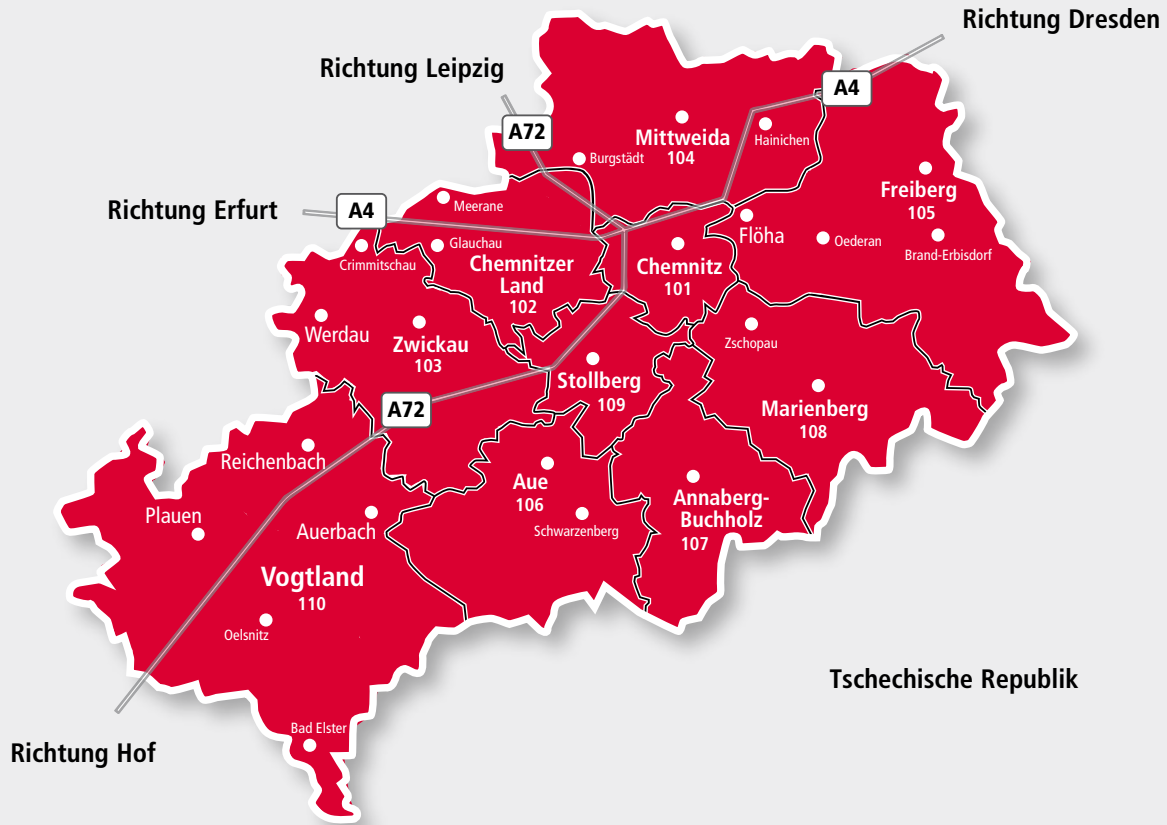 Richtung Dresden
Richtung Leipzig
A4
A72
Mittweida
104
Hainichen
Burgstädt
Freiberg
105
Richtung Erfurt
A4
Meerane
Flöha
Oederan
Brand-Erbisdorf
Crimmitschau
Glauchau
Chemnitzer
Land
102
Chemnitz
101
Werdau
Zwickau
103
Zschopau
Stollberg
109
Marienberg
108
A72
Reichenbach
Aue
106
Schwarzenberg
Annaberg-
Buchholz
107
Plauen
Auerbach
Vogtland
110
Oelsnitz
Tschechische Republik
Bad Elster
Richtung Hof